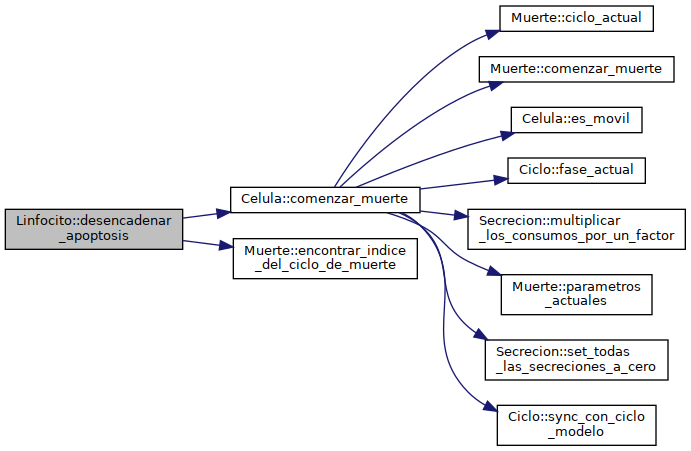 Linfocito::desencadenar
_apoptosis
Celula::comenzar_muerte
Muerte::encontrar_indice
_del_ciclo_de_muerte
Muerte::ciclo_actual
Muerte::comenzar_muerte
Celula::es_movil
Ciclo::fase_actual
Secrecion::multiplicar
_los_consumos_por_un_factor
Muerte::parametros
_actuales
Secrecion::set_todas
_las_secreciones_a_cero
Ciclo::sync_con_ciclo
_modelo